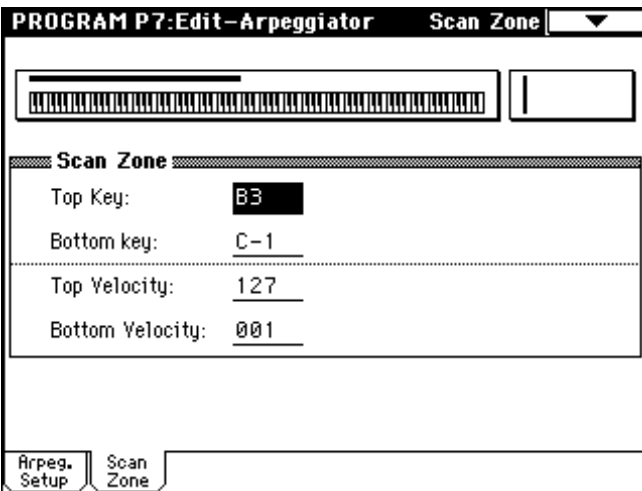 PROGRAM P7:Edit-Arpeggiator Scan Zone
Scan Zone
Top Key: B3
Bottom key: C-1
Top Velocity: 127
Bottom Velocity: 001
Arpeg. Setup
Scan Zone